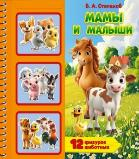 В. А. Степанов
МАМЫ
И МАЛЫШИ
12 фигурок
животных